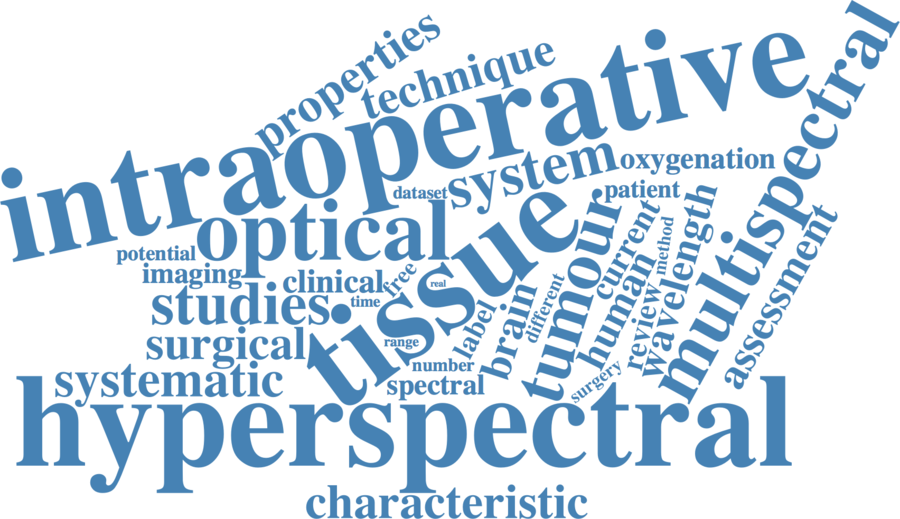 properties
technique
intraoperative
multispectral
system
oxygenation
dataset
patient
optical
tissue
tumour
current
method
wavelength
potential
imaging
clinical
free
real
studies
time
human
review
assessment
different
brain
label
range
surgical
number
surgery
systematic
spectral
hyperspectral
characteristic